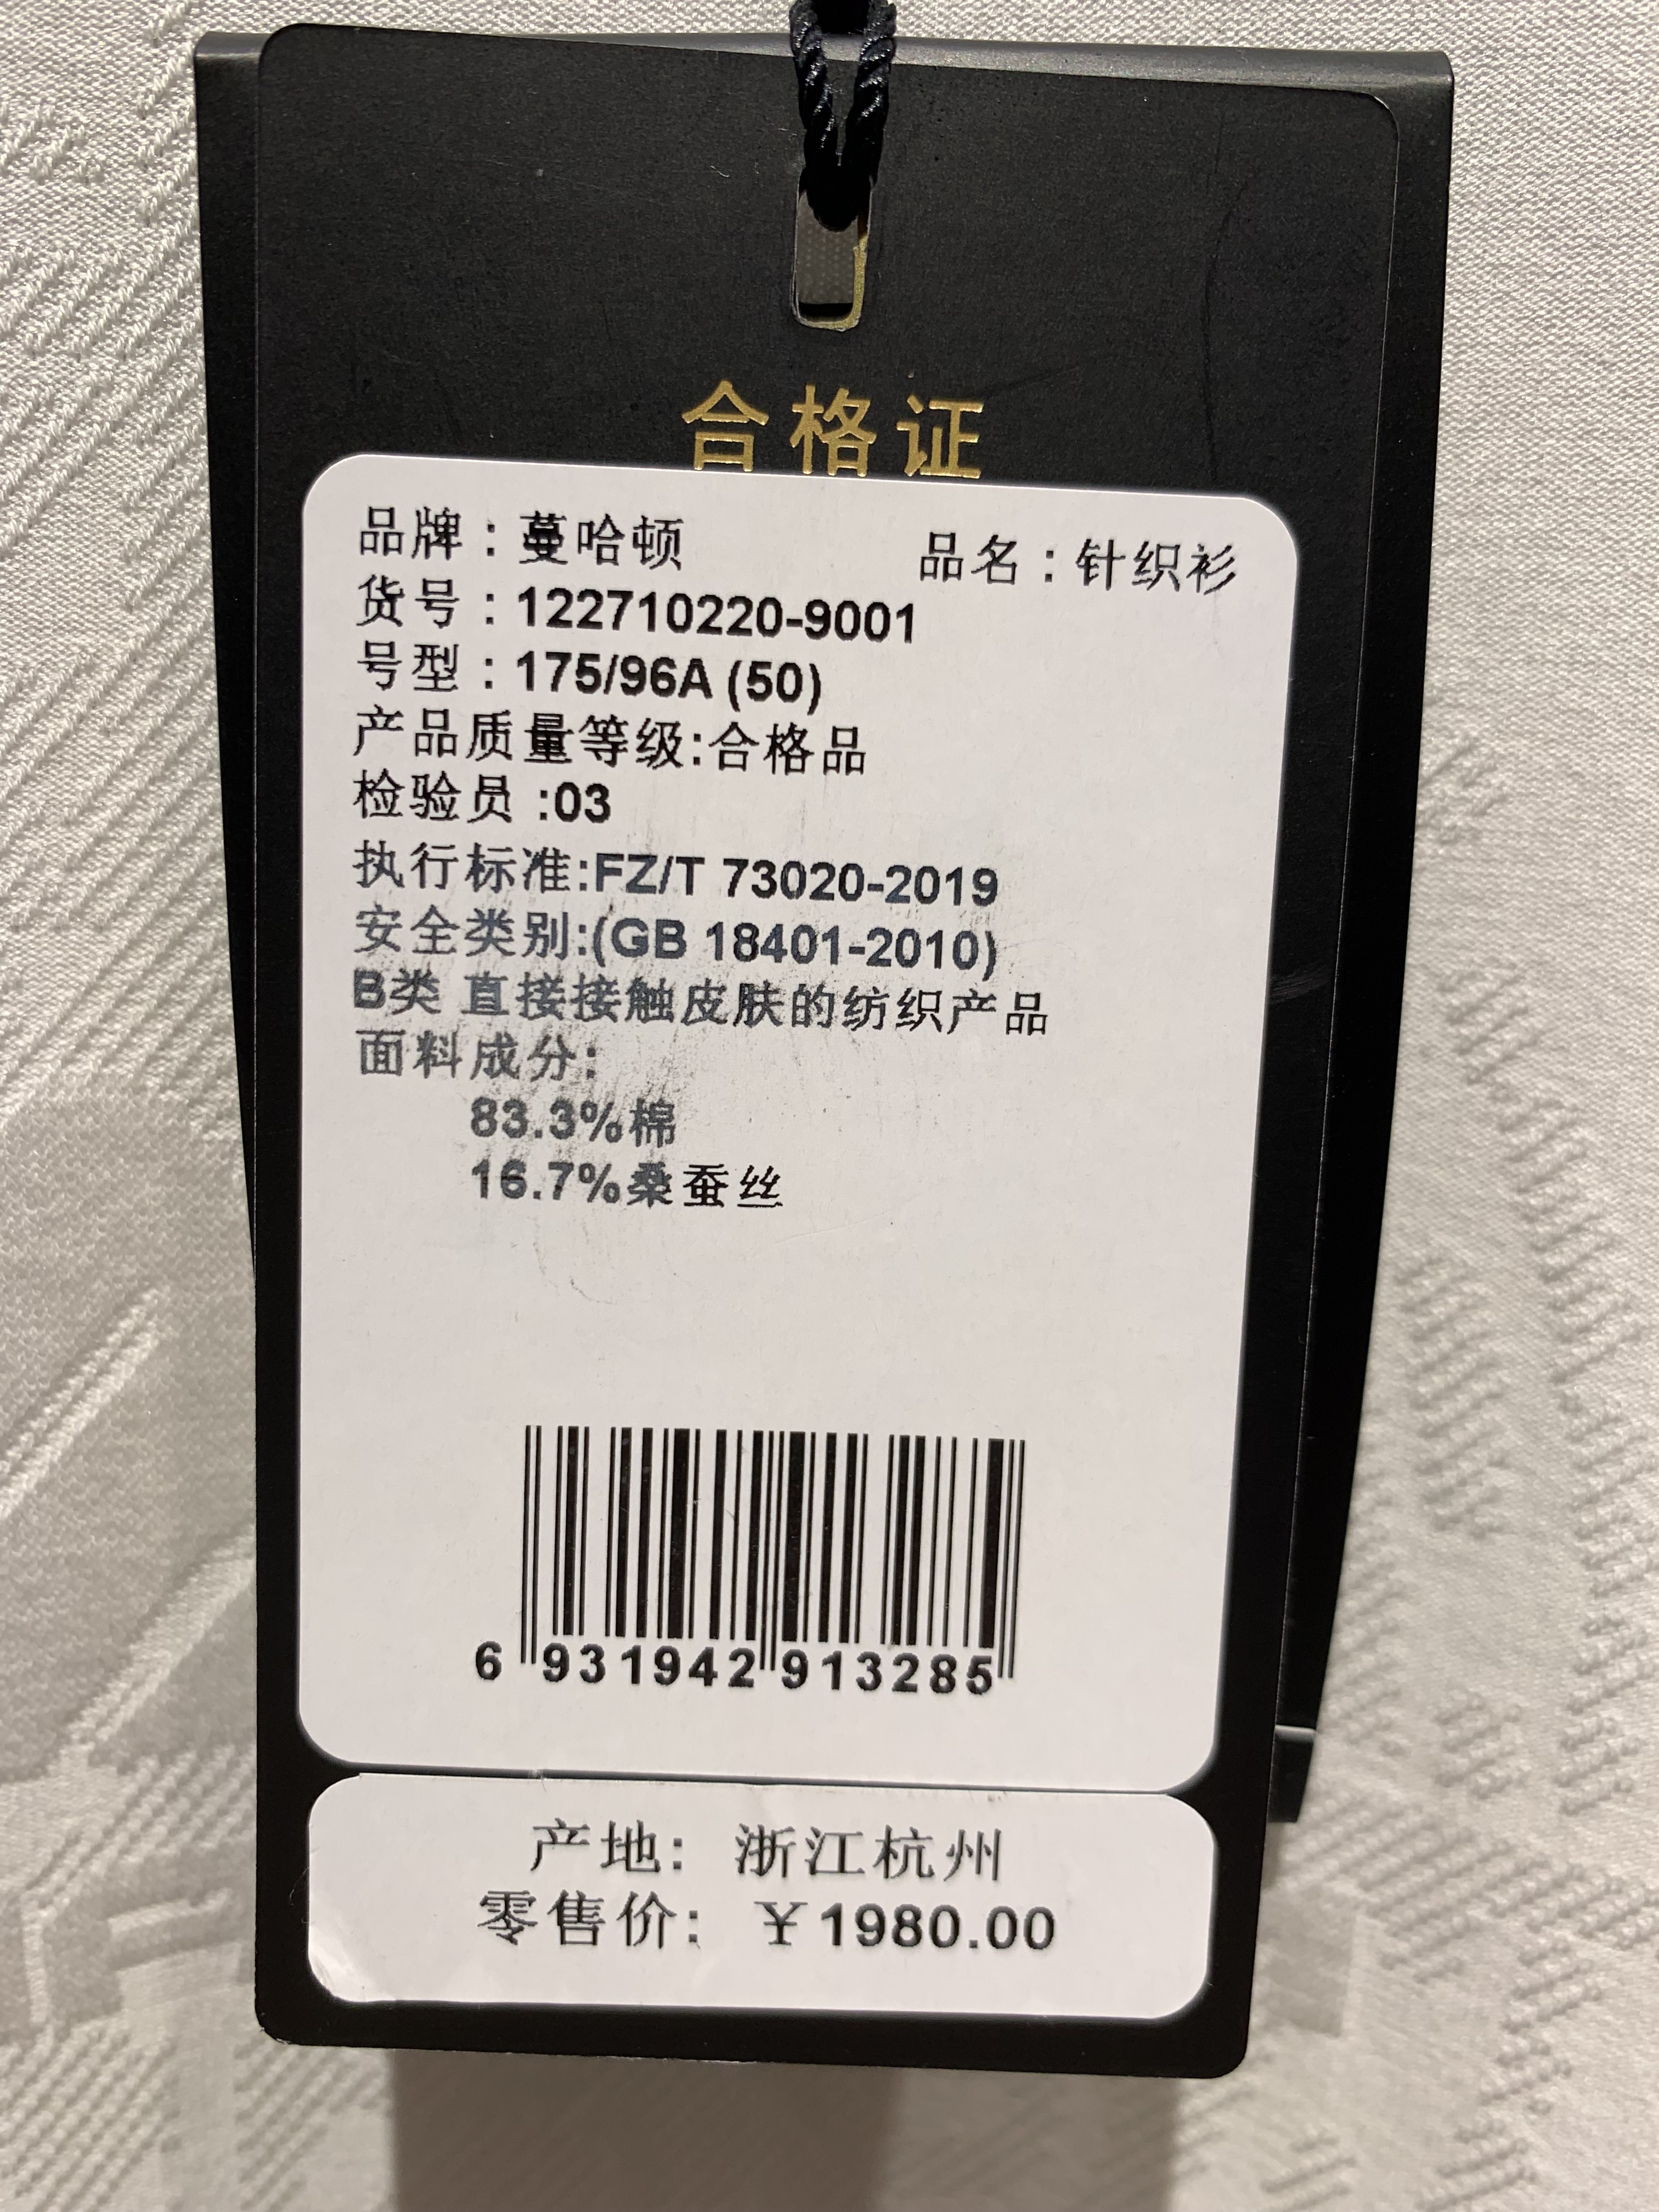 合格证
品牌：蔓哈顿 品名：针织衫
货号：122710220-9001
号型：175/96A (50)
产品质量等级:合格品
检验员 :03
执行标准:FZ/T 73020-2019
安全类别:(GB 18401-2010)
B类 直接接触皮肤的纺织产品
面料成分:
83.3%棉
16.7%桑蚕丝
6 931942 913285
产地: 浙江杭州
零售价: ￥1980.00